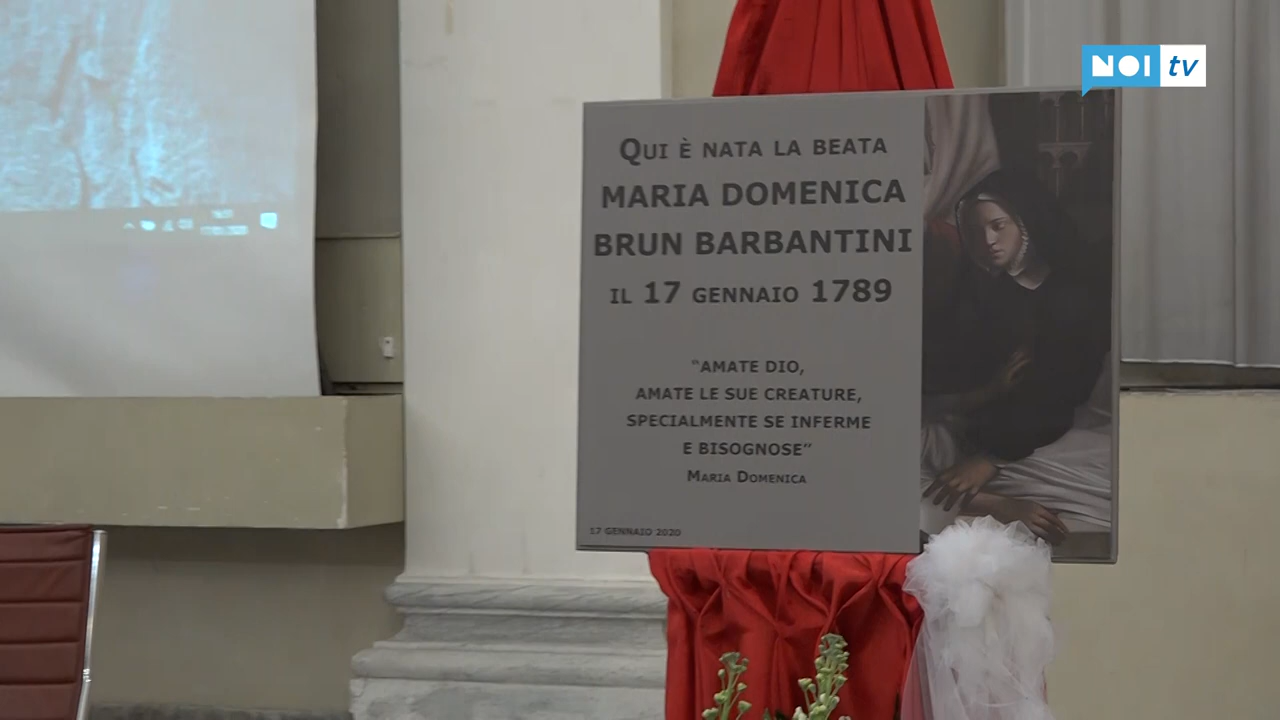 NOI tv
Qui è nata la beata
MARIA DOMENICA
BRUN BARBANTINI
il 17 gennaio 1789
“AMATE DIO,
AMATE LE SUE CREATURE,
SPECIALMENTE SE INFERME
E BISOGNOSE”
Maria Domenica
17 GENNAIO 2020